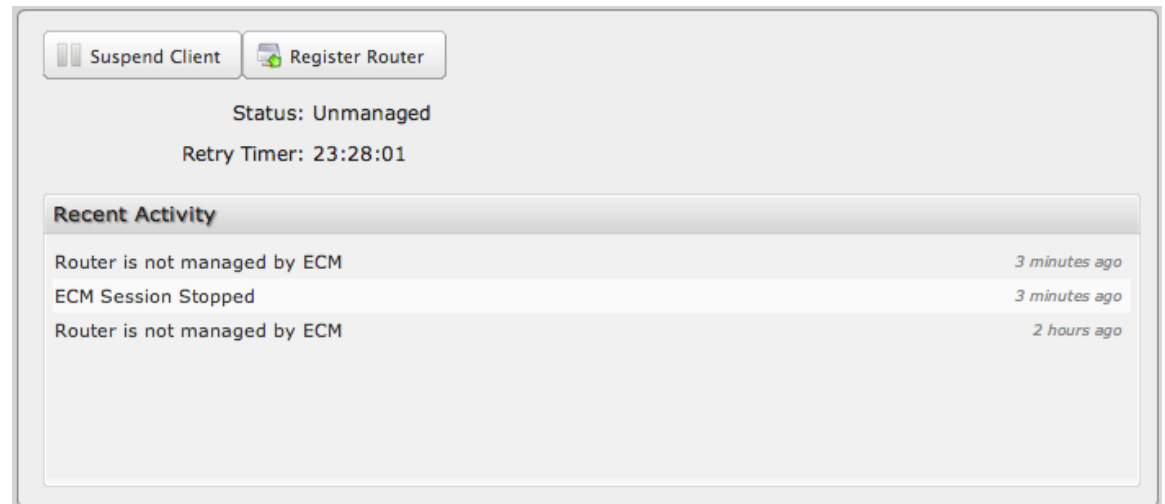 Suspend Client Register Router
Status: Unmanaged
Retry Timer: 23:28:01
Recent Activity
Router is not managed by ECM 3 minutes ago
ECM Session Stopped 3 minutes ago
Router is not managed by ECM 2 hours ago